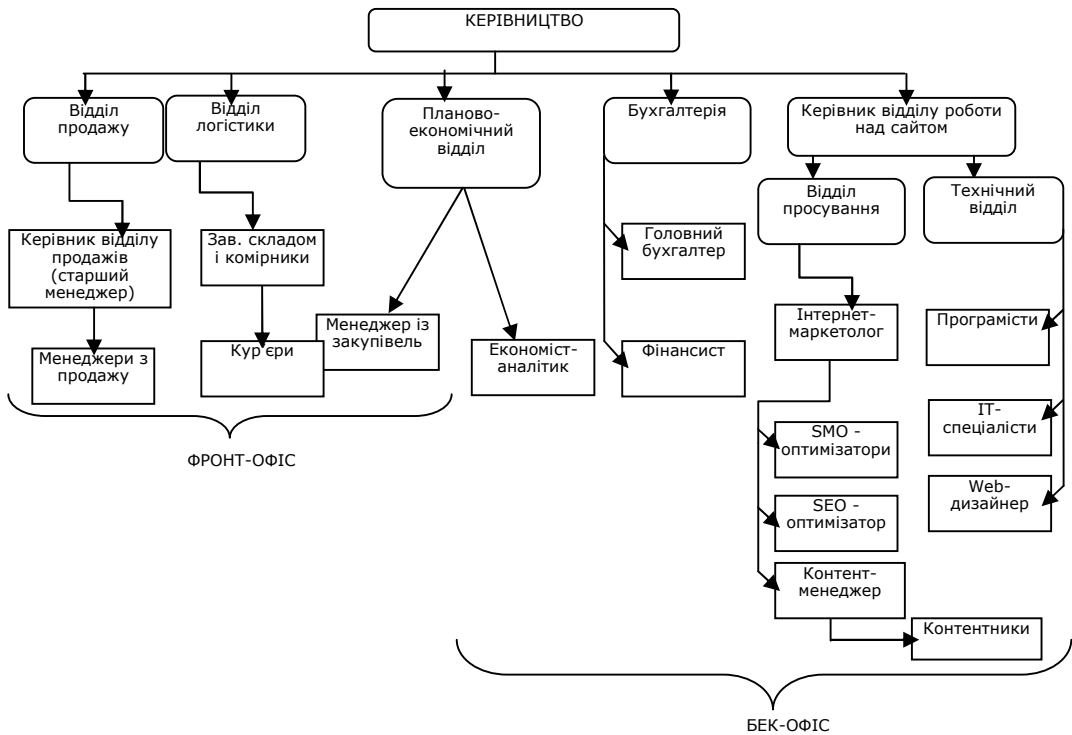 КЕРІВНИЦТВО
Відділ
продажу
Відділ
логістики
Планово-
економічний
відділ
Бухгалтерія
Керівник відділу роботи
над сайтом
Відділ
просування
Технічний
відділ
Керівник відділу
продажів
(старший
менеджер)
Зав. складом
і комірники
Головний
бухгалтер
Інтернет-
маркетолог
Програмісти
Менеджер із
закупівель
Менеджери з
продажу
Кур'єри
Економіст-
аналітик
Фінансист
ІТ-
спеціалісти
SMO -
оптимізатори
ФРОНТ-ОФІС
Web-
дизайнер
SEO -
оптимізатор
Контент-
менеджер
Контентники
БЕК-ОФІС